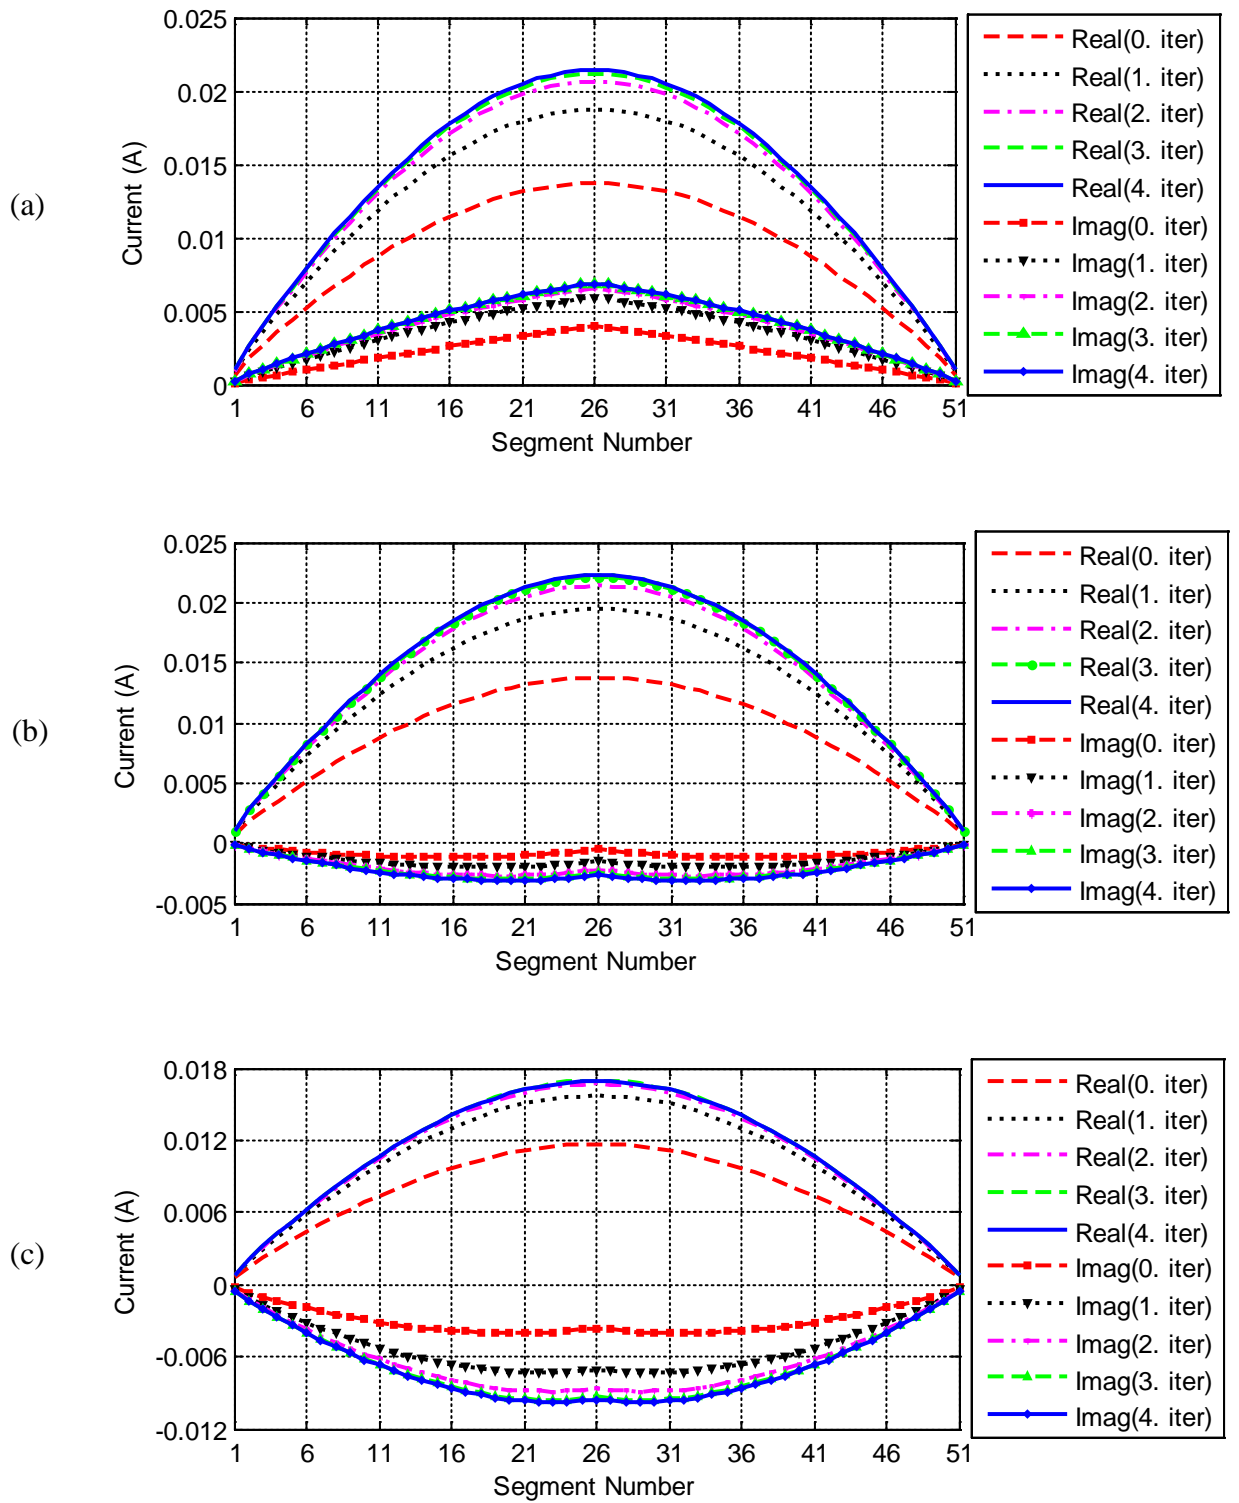 (a)
Current (A)
0.025
0.02
0.015
0.01
0.005
0
1 6 11 16 21 26 31 36 41 46 51
Segment Number
Real(0. iter)
Real(1. iter)
Real(2. iter)
Real(3. iter)
Real(4. iter)
Imag(0. iter)
Imag(1. iter)
Imag(2. iter)
Imag(3. iter)
Imag(4. iter)
(b)
Current (A)
0.025
0.02
0.015
0.01
0.005
0
-0.005
1 6 11 16 21 26 31 36 41 46 51
Segment Number
Real(0. iter)
Real(1. iter)
Real(2. iter)
Real(3. iter)
Real(4. iter)
Imag(0. iter)
Imag(1. iter)
Imag(2. iter)
Imag(3. iter)
Imag(4. iter)
(c)
Current (A)
0.018
0.012
0.006
0
-0.006
-0.012
1 6 11 16 21 26 31 36 41 46 51
Segment Number
Real(0. iter)
Real(1. iter)
Real(2. iter)
Real(3. iter)
Real(4. iter)
Imag(0. iter)
Imag(1. iter)
Imag(2. iter)
Imag(3. iter)
Imag(4. iter)